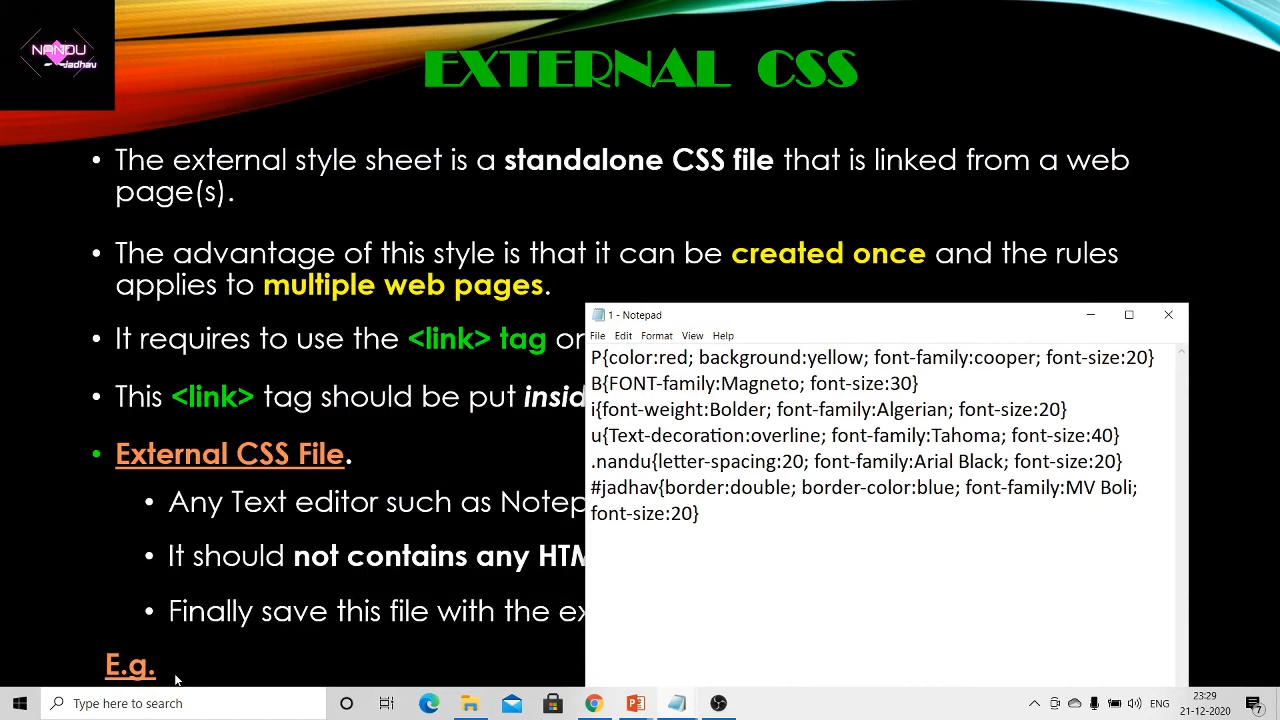 NANDU
Jadhav
EXTERNAL CSS
• The external style sheet is a standalone CSS file that is linked from a web
page(s).
• The advantage of this style is that it can be created once and the rules
applies to multiple web pages.
• It requires to use the <link> tag or
• This <link> tag should be put
• External CSS File.
• Any Text editor such as
• It should not contains any
• Finally save this file with the
E.g.
1 - Notepad
File Edit Format View Help
P{color:red; background:yellow; font-family:cooper; font-size:20}
B{FONT-family:Magneto; font-size:30}
i{font-weight:Bolder; font-family:Algerian; font-size:20}
u{Text-decoration:overline; font-family:Tahoma; font-size:40}
.nandu{letter-spacing:20; font-family:Arial Black; font-size:20}
#jadhav{border:double; border-color:blue; font-family:MV Boli;
font-size:20}
Type here to search
ENG
23:29
21-12-2020
7